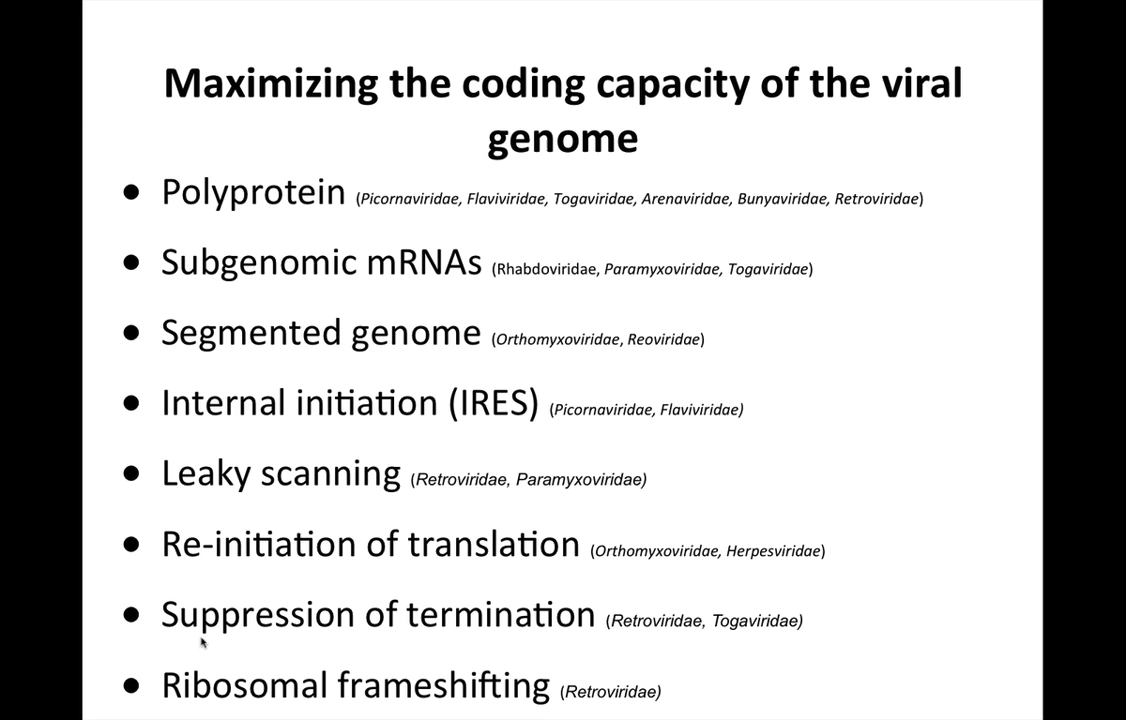 Maximizing the coding capacity of the viral
genome
● Polyprotein (Picornaviridae, Flaviviridae, Togaviridae, Arenaviridae, Bunyaviridae, Retroviridae)
● Subgenomic mRNAs (Rhabdoviridae, Paramyxoviridae, Togaviridae)
● Segmented genome (Orthomyxoviridae, Reoviridae)
● Internal initiation (IRES) (Picornaviridae, Flaviviridae)
● Leaky scanning (Retroviridae, Paramyxoviridae)
● Re-initiation of translation (Orthomyxoviridae, Herpesviridae)
● Suppression of termination (Retroviridae, Togaviridae)
● Ribosomal frameshifting (Retroviridae)